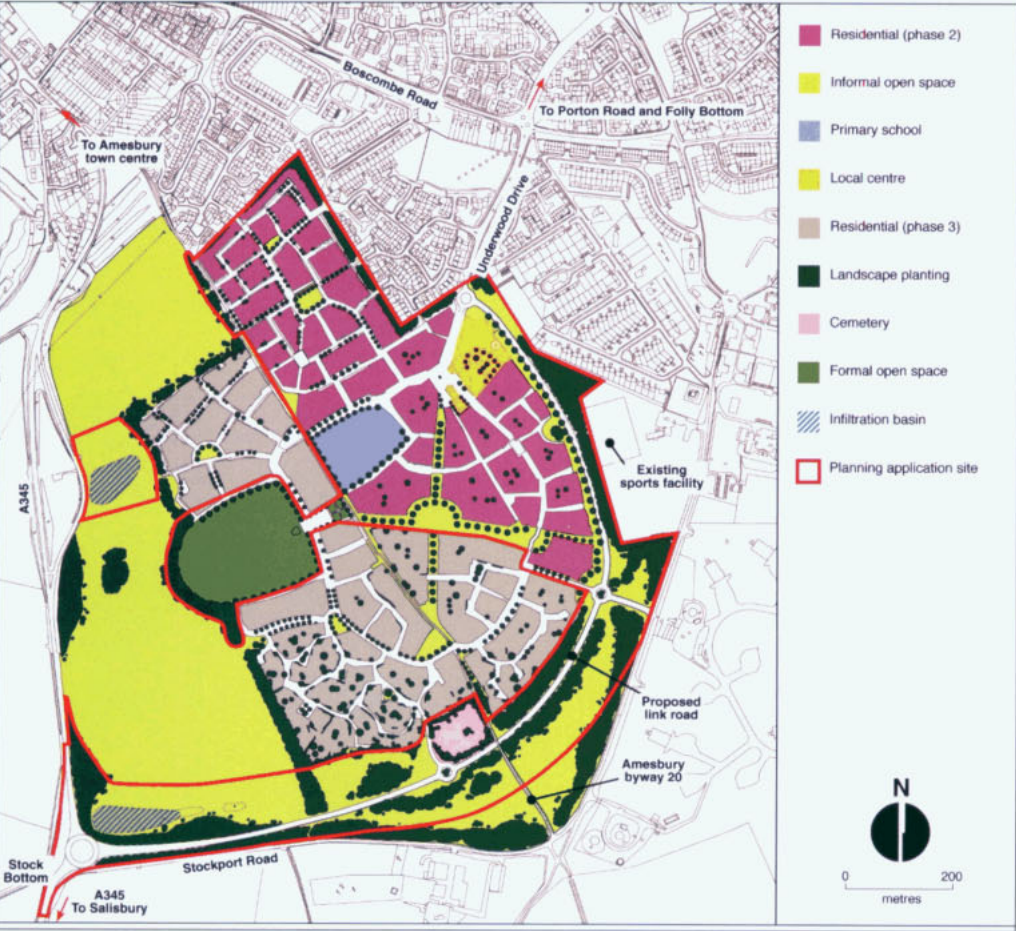 Boscombe Road
To Porton Road and Folly Bottom
To Amesbury
town centre
Underwood Drive
A345
Existing
sports facility
Proposed
link road
Amesbury
byway 20
Stock
Bottom
Stockport Road
A345
To Salisbury
Residential (phase 2)
Informal open space
Primary school
Local centre
Residential (phase 3)
Landscape planting
Cemetery
Formal open space
Infiltration basin
Planning application site
N
0 200
metres